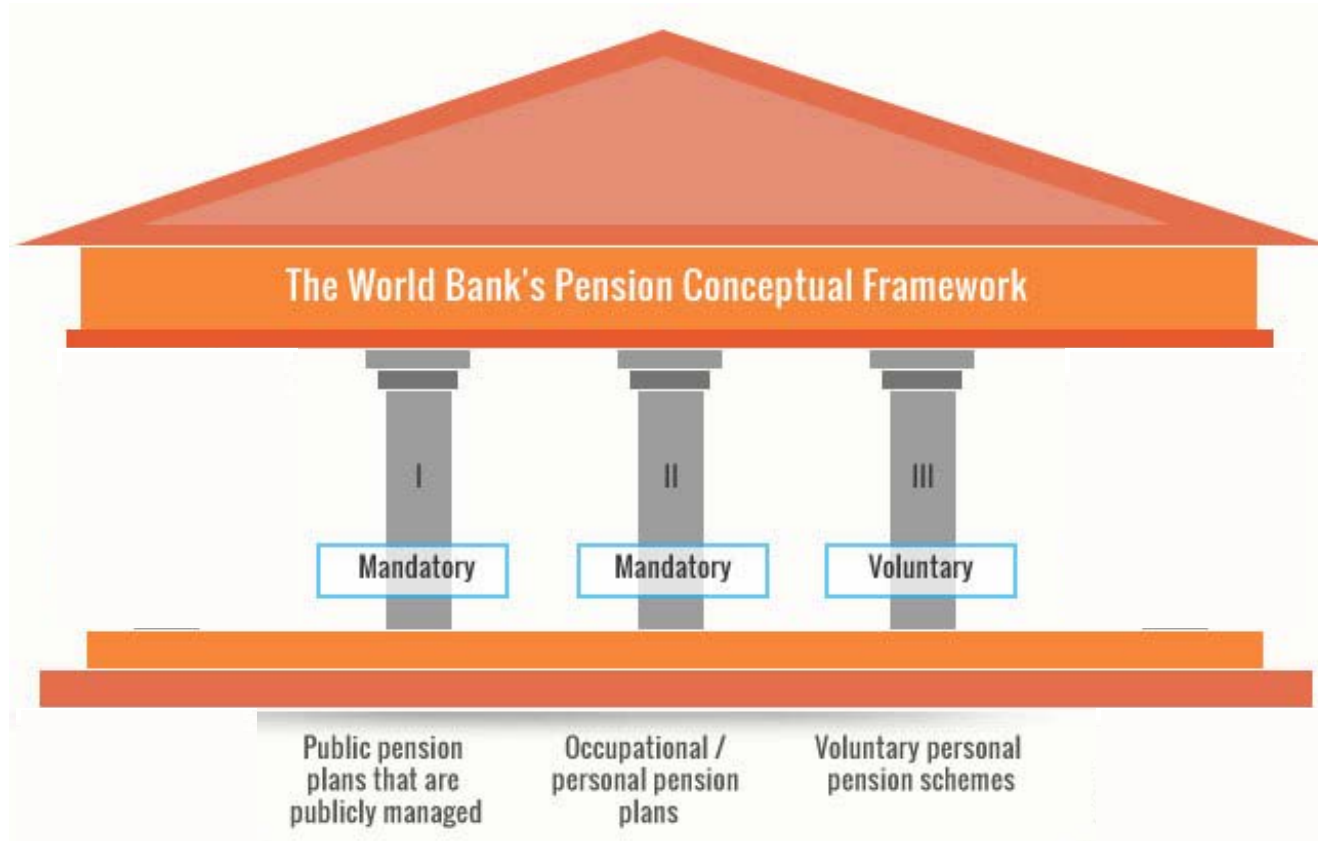 The World Bank's Pension Conceptual Framework
I
II
III
Mandatory
Mandatory
Voluntary
Public pension
plans that are
publicly managed
Occupational /
personal pension
plans
Voluntary personal
pension schemes